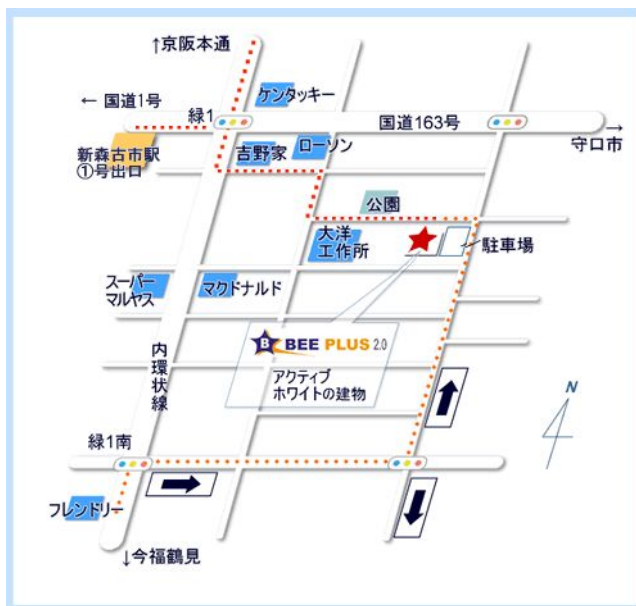 ↑京阪本通
ケンタッキー
← 国道1号
緑1
国道163号
→
守口市
新森古市駅
①号出口
吉野家
ローソン
公園
大洋
工作所
駐車場
スーパー
マルヤス
マクドナルド
B BEE PLUS 2.0
アクティブ
ホワイトの建物
内環状線
N
緑1南
フレンドリー
↓今福鶴見